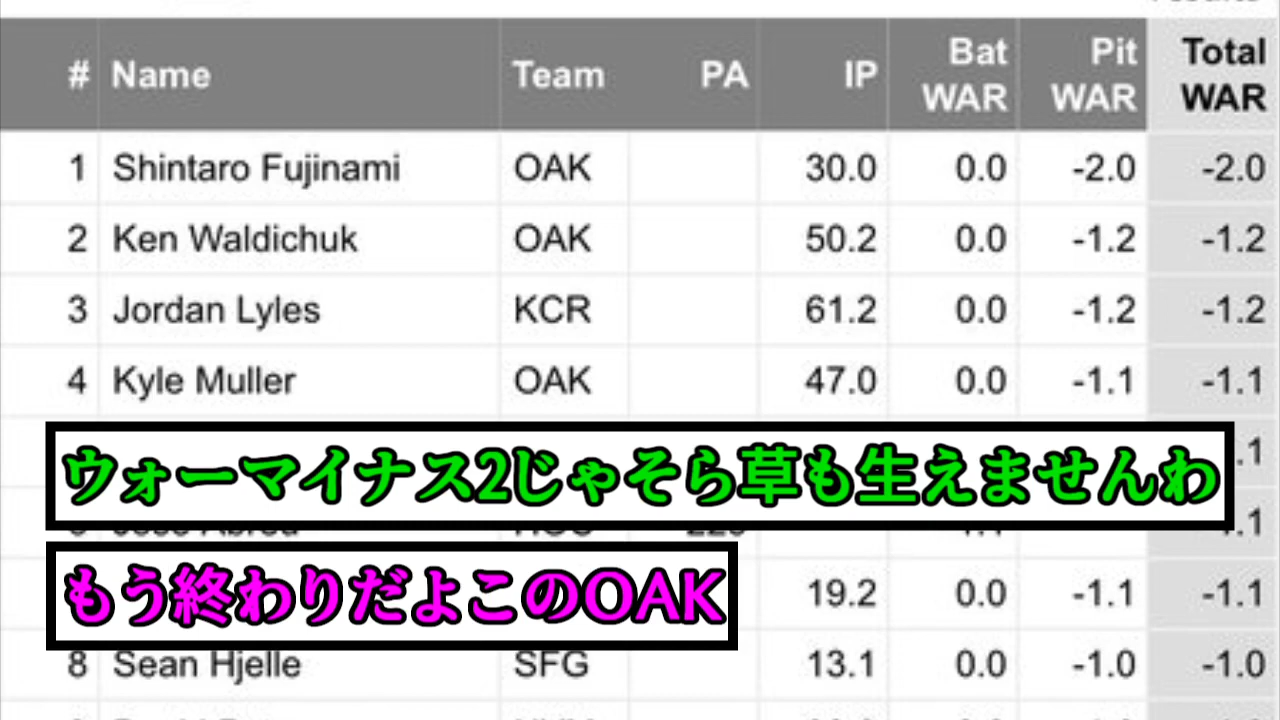 # Name Team PA IP Bat WAR Pit WAR Total WAR
1 Shintaro Fujinami OAK 30.0 0.0 -2.0 -2.0
2 Ken Waldichuk OAK 50.2 0.0 -1.2 -1.2
3 Jordan Lyles KCR 61.2 0.0 -1.2 -1.2
4 Kyle Muller OAK 47.0 0.0 -1.1 -1.1
ウォーマイナス2じゃそら草も生えませんわ .1
.1
もう終わりだよこのOAK 19.2 0.0 -1.1 -1.1
8 Sean Hjelle SFG 13.1 0.0 -1.0 -1.0